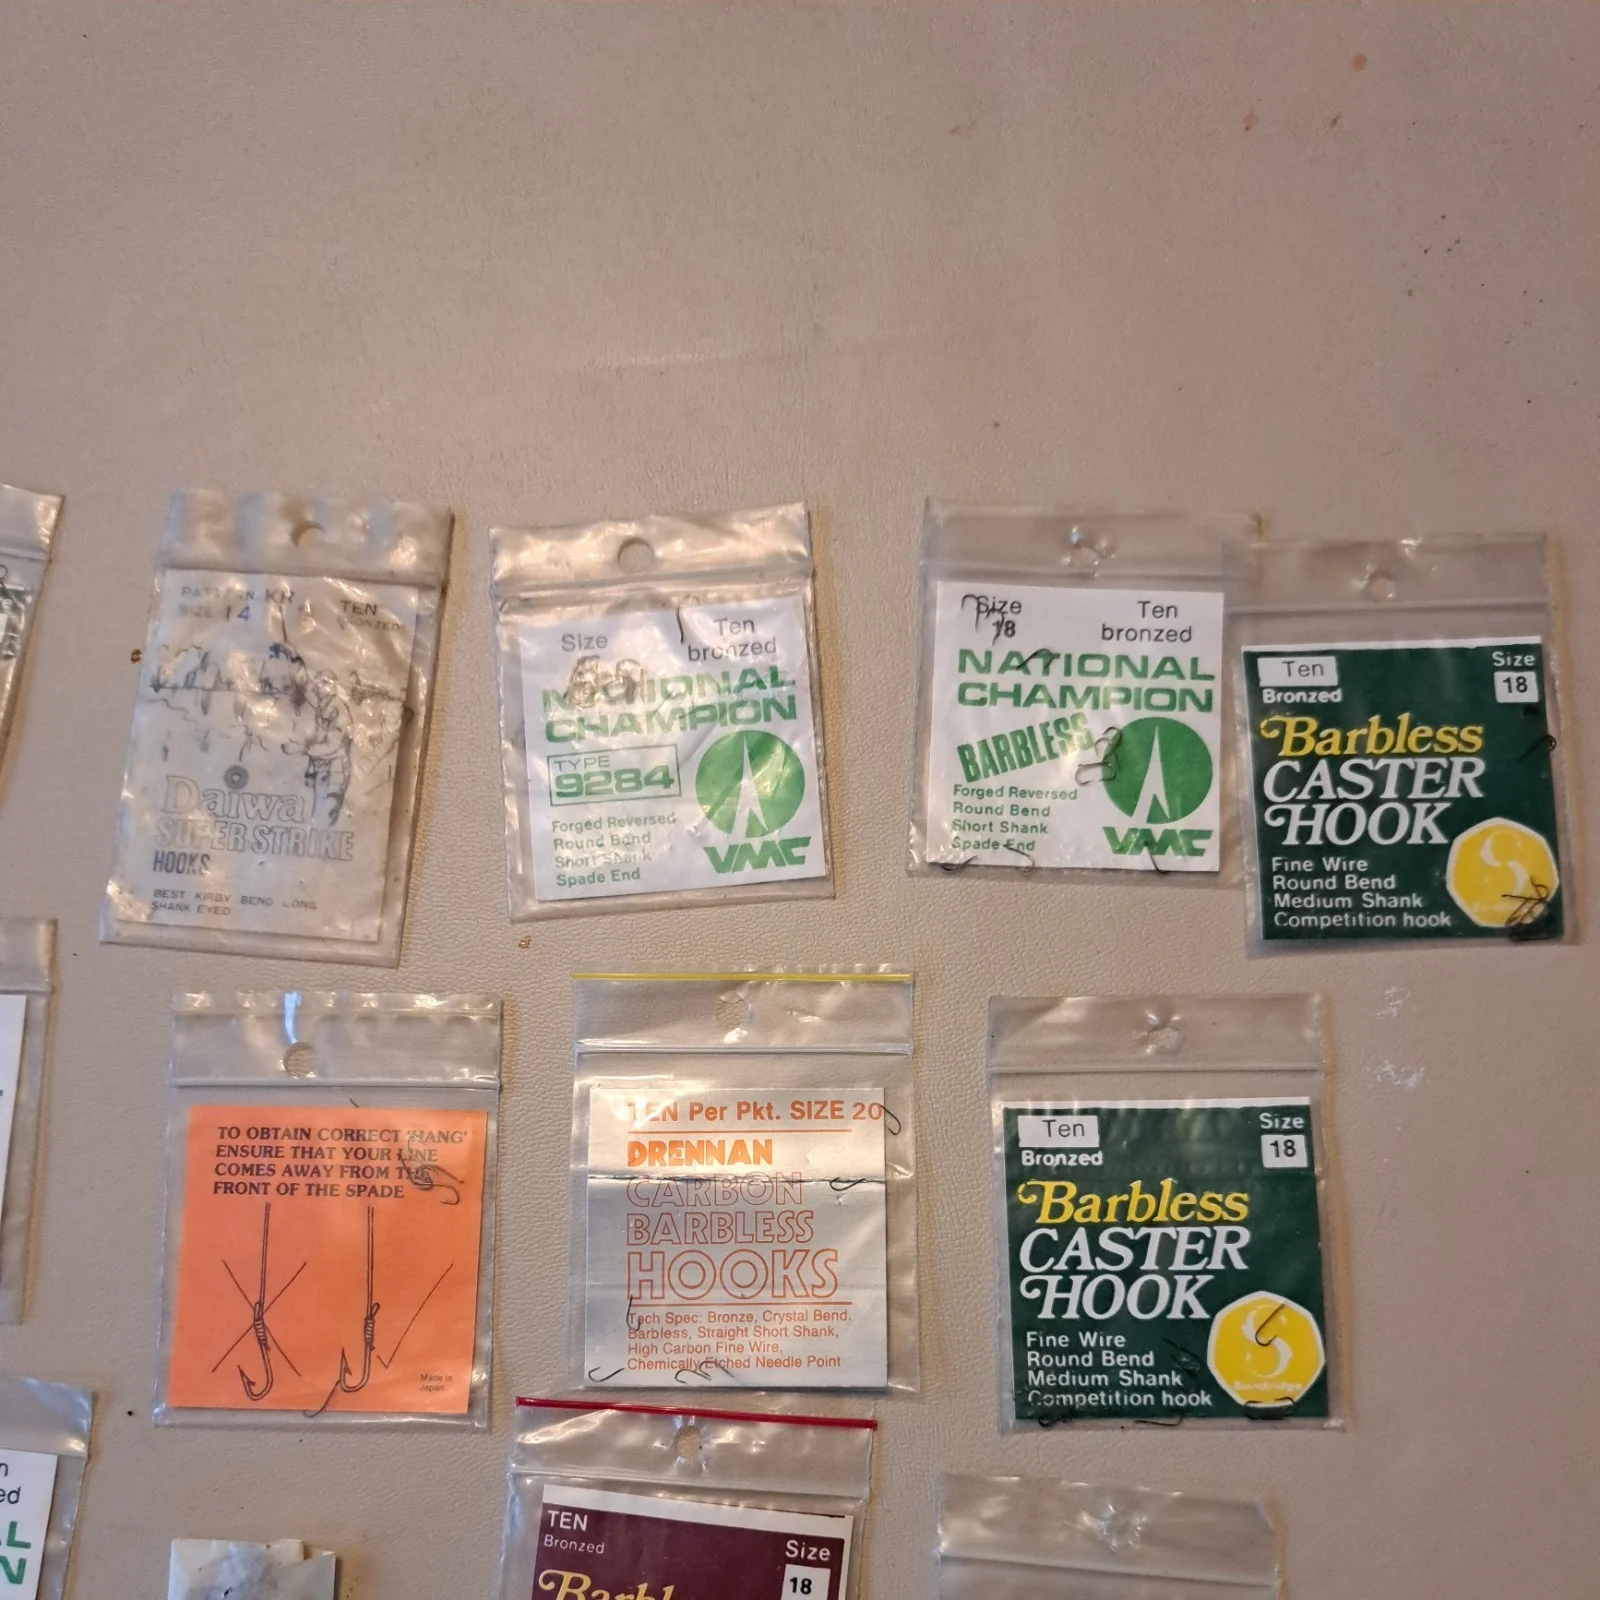 PATTERN KR
SIZE 14
TEN
BRONZED
Daiwa
SUPER-STRIKE
HOOKS
BEST KIRBY BEND LONG
SHANK EYED
Size
Ten
bronzed
NATIONAL
CHAMPION
TYPE
9284
Forged Reversed
Round Bend
Short Shank
Spade End
VMC
Size
18
Ten
bronzed
NATIONAL
CHAMPION
BARBLESS
Forged Reversed
Round Bend
Short Shank
Spade End
VMC
Ten
Bronzed
Size
18
Barbless
CASTER
HOOK
Fine Wire
Round Bend
Medium Shank
Competition hook
TO OBTAIN CORRECT 'HANG'
ENSURE THAT YOUR LINE
COMES AWAY FROM THE
FRONT OF THE SPADE
Made in
Japan
TEN Per Pkt. SIZE 20
DRENNAN
CARBON
BARBLESS
HOOKS
Tech Spec: Bronze, Crystal Bend.
Barbless, Straight Short Shank,
High Carbon Fine Wire,
Chemically Etched Needle Point
Ten
Bronzed
Size
18
Barbless
CASTER
HOOK
Fine Wire
Round Bend
Medium Shank
Competition hook
Sundridge
TEN
Bronzed
Size
18